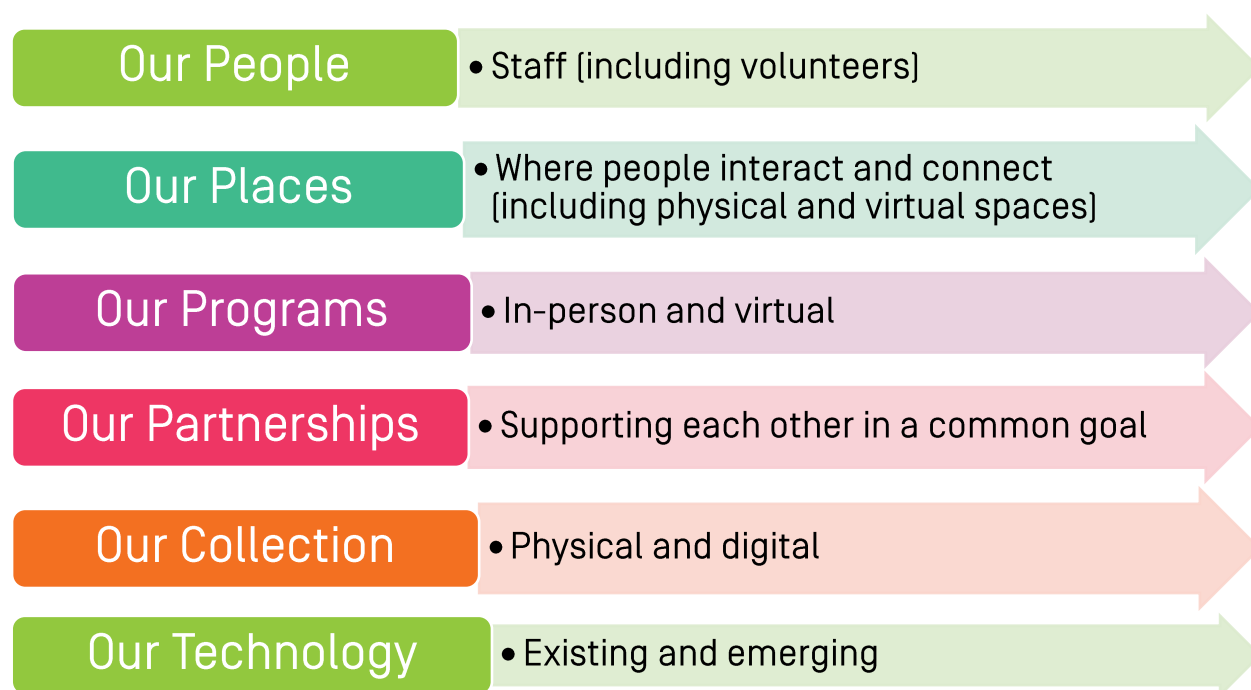 Our People
• Staff (including volunteers)
Our Places
• Where people interact and connect
(including physical and virtual spaces)
Our Programs
• In-person and virtual
Our Partnerships
• Supporting each other in a common goal
Our Collection
• Physical and digital
Our Technology
• Existing and emerging